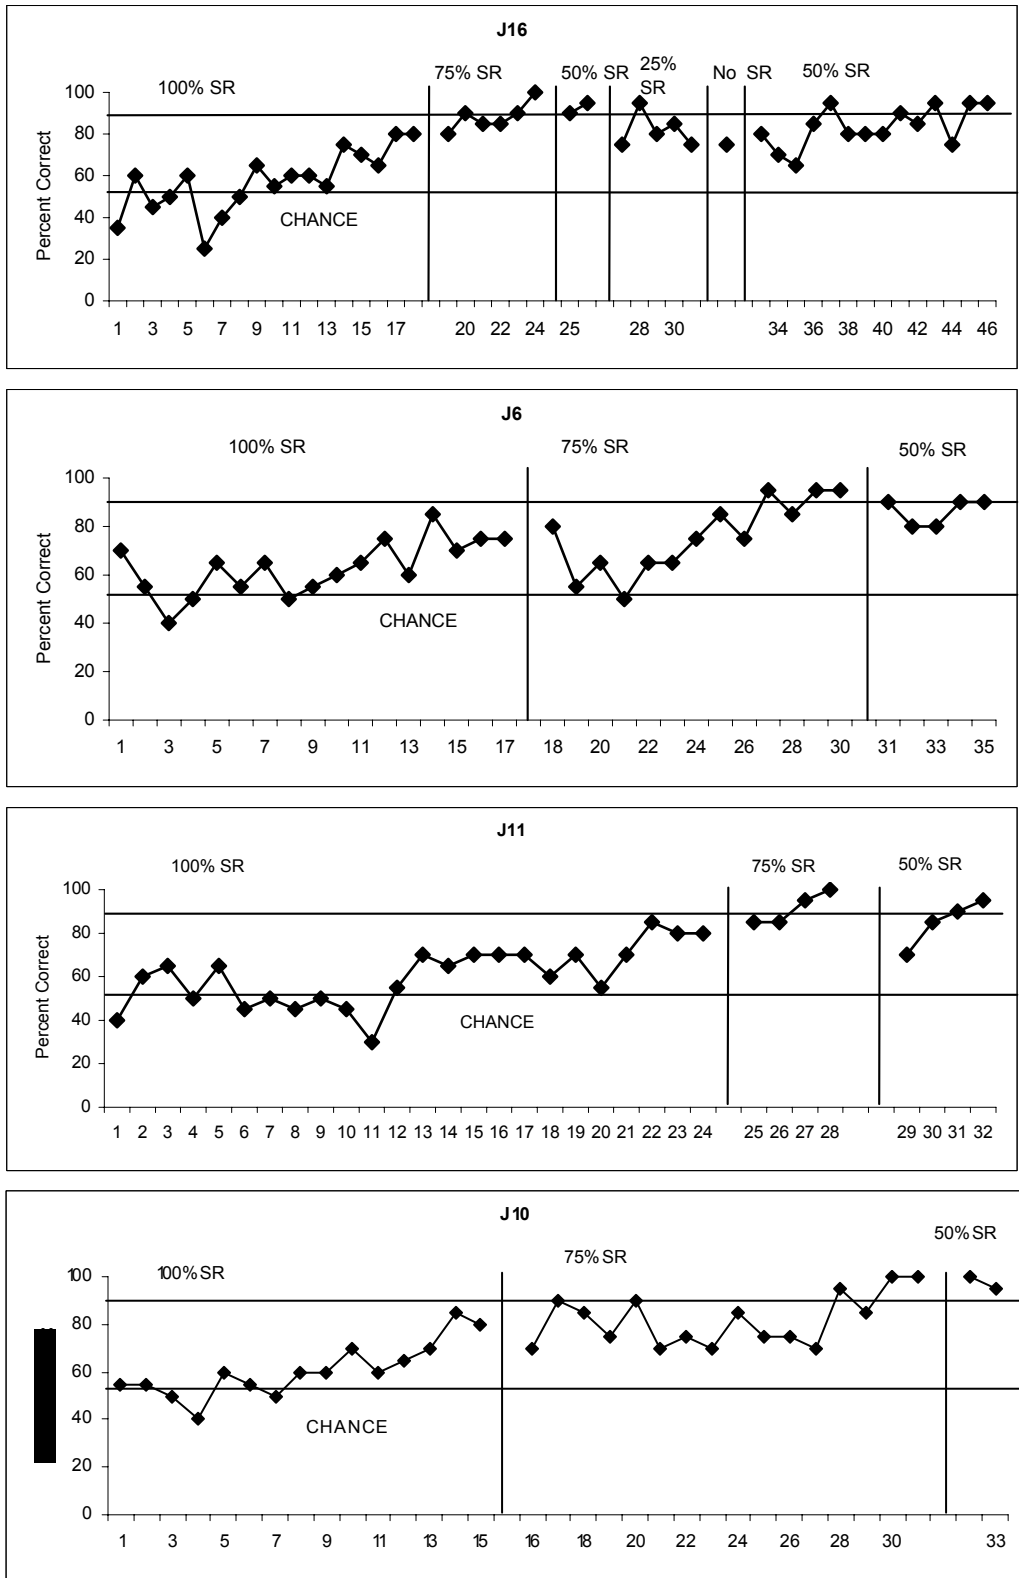 J16
100% SR 75% SR 50% SR 25% SR No SR 50% SR
Percent Correct
100
80
60
40
20
0
CHANCE
1 3 5 7 9 11 13 15 17 20 22 24 25 28 30 34 36 38 40 42 44 46
J6
100% SR 75% SR 50% SR
Percent Correct
100
80
60
40
20
0
CHANCE
1 3 5 7 9 11 13 15 17 18 20 22 24 26 28 30 31 33 35
J11
100% SR 75% SR 50% SR
Percent Correct
100
80
60
40
20
0
CHANCE
1 2 3 4 5 6 7 8 9 10 11 12 13 14 15 16 17 18 19 20 21 22 23 24 25 26 27 28 29 30 31 32
J10
100% SR 75% SR 50% SR
100
80
60
40
20
0
CHANCE
1 3 5 7 9 11 13 15 16 18 20 22 24 26 28 30 33